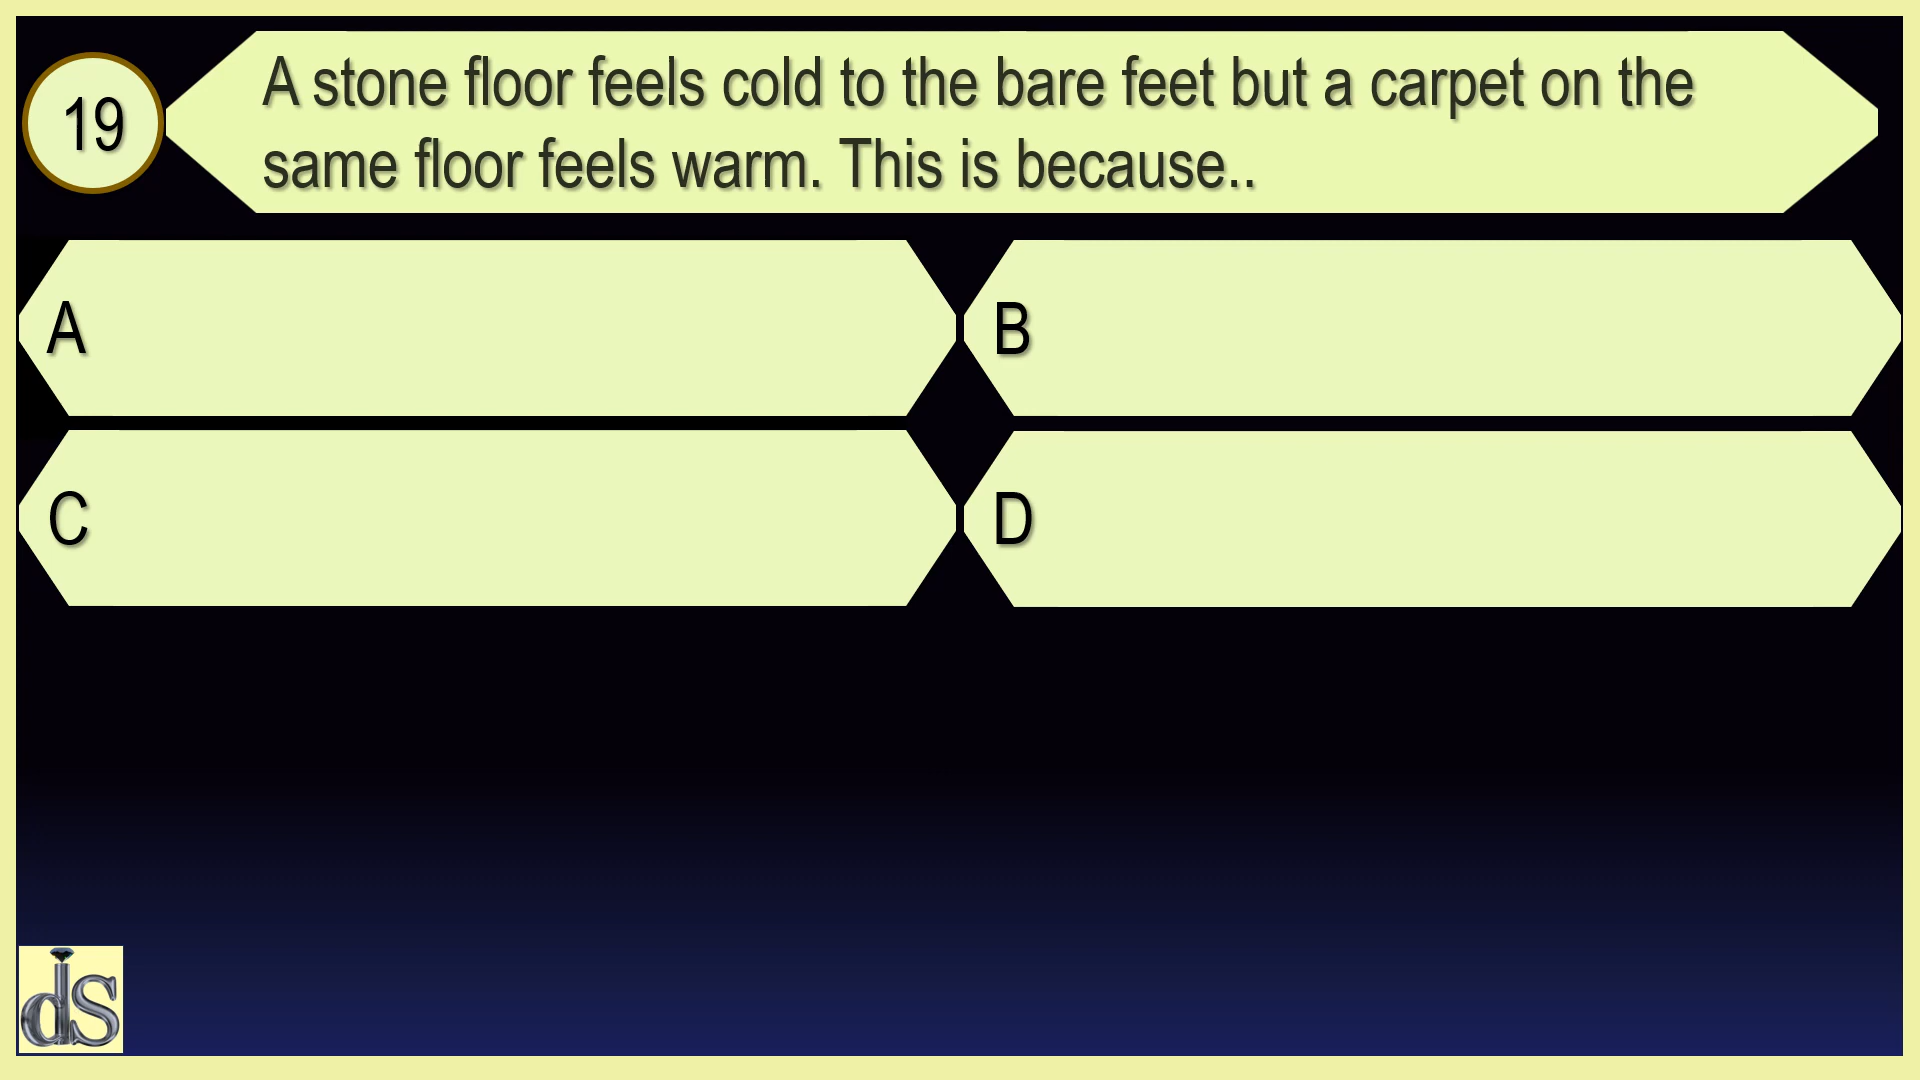 19
A stone floor feels cold to the bare feet but a carpet on the
same floor feels warm. This is because..
A
B
C
D
ds